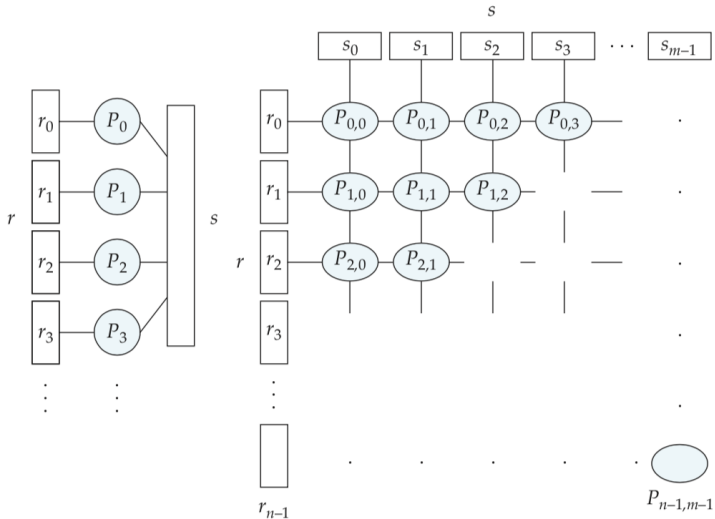 s
s₀ s₁ s₂ s₃ ... sₘ₋₁
r₀ P₀ r₀ P₀,₀ P₀,₁ P₀,₂ P₀,₃
r₁ P₁ r₁ P₁,₀ P₁,₁ P₁,₂
r s
r₂ P₂ r r₂ P₂,₀ P₂,₁
r₃ P₃ r₃
Pₙ₋₁,ₘ₋₁
rₙ₋₁